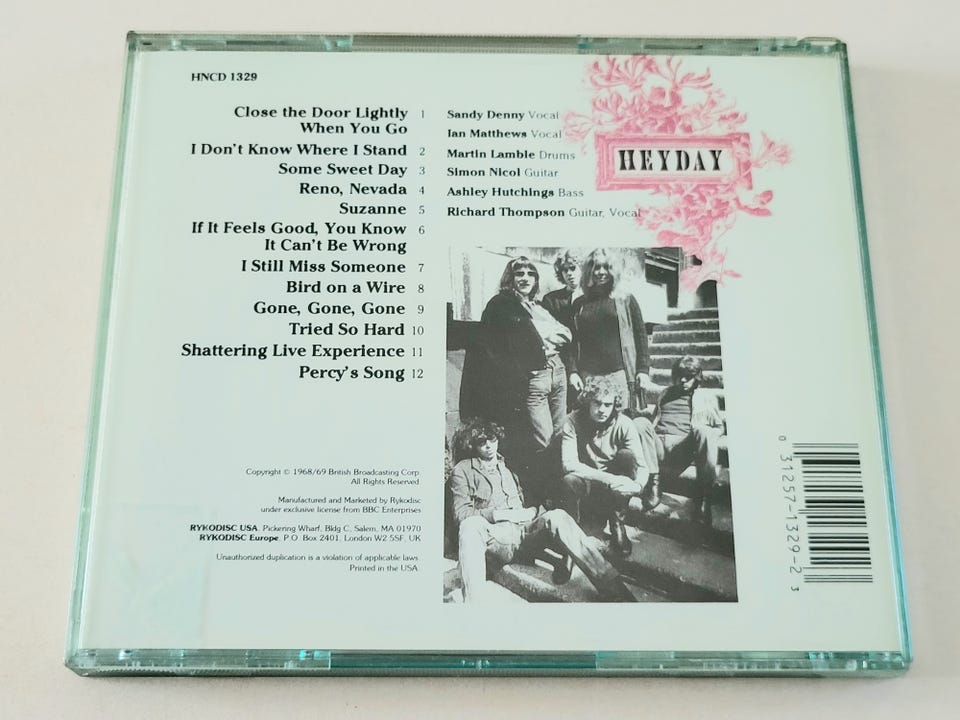 HNCD 1329
Close the Door Lightly 1
When You Go
I Don't Know Where I Stand 2
Some Sweet Day 3
Reno, Nevada 4
Suzanne 5
If It Feels Good, You Know 6
It Can't Be Wrong
I Still Miss Someone 7
Bird on a Wire 8
Gone, Gone, Gone 9
Tried So Hard 10
Shattering Live Experience 11
Percy's Song 12
Sandy Denny Vocal
Ian Matthews Vocal
Martin Lamble Drums
Simon Nicol Guitar
Ashley Hutchings Bass
Richard Thompson Guitar, Vocal
HEYDAY
Copyright © 1968/69 British Broadcasting Corp.
All Rights Reserved
Manufactured and Marketed by Rykodisc
under exclusive license from BBC Enterprises
RYKODISC USA, Pickering Wharf, Bldg C, Salem, MA 01970
RYKODISC Europe, P.O. Box 2401, London W2 5SF, UK
Unauthorized duplication is a violation of applicable laws.
Printed in the USA.
0 31257-1329-2 3